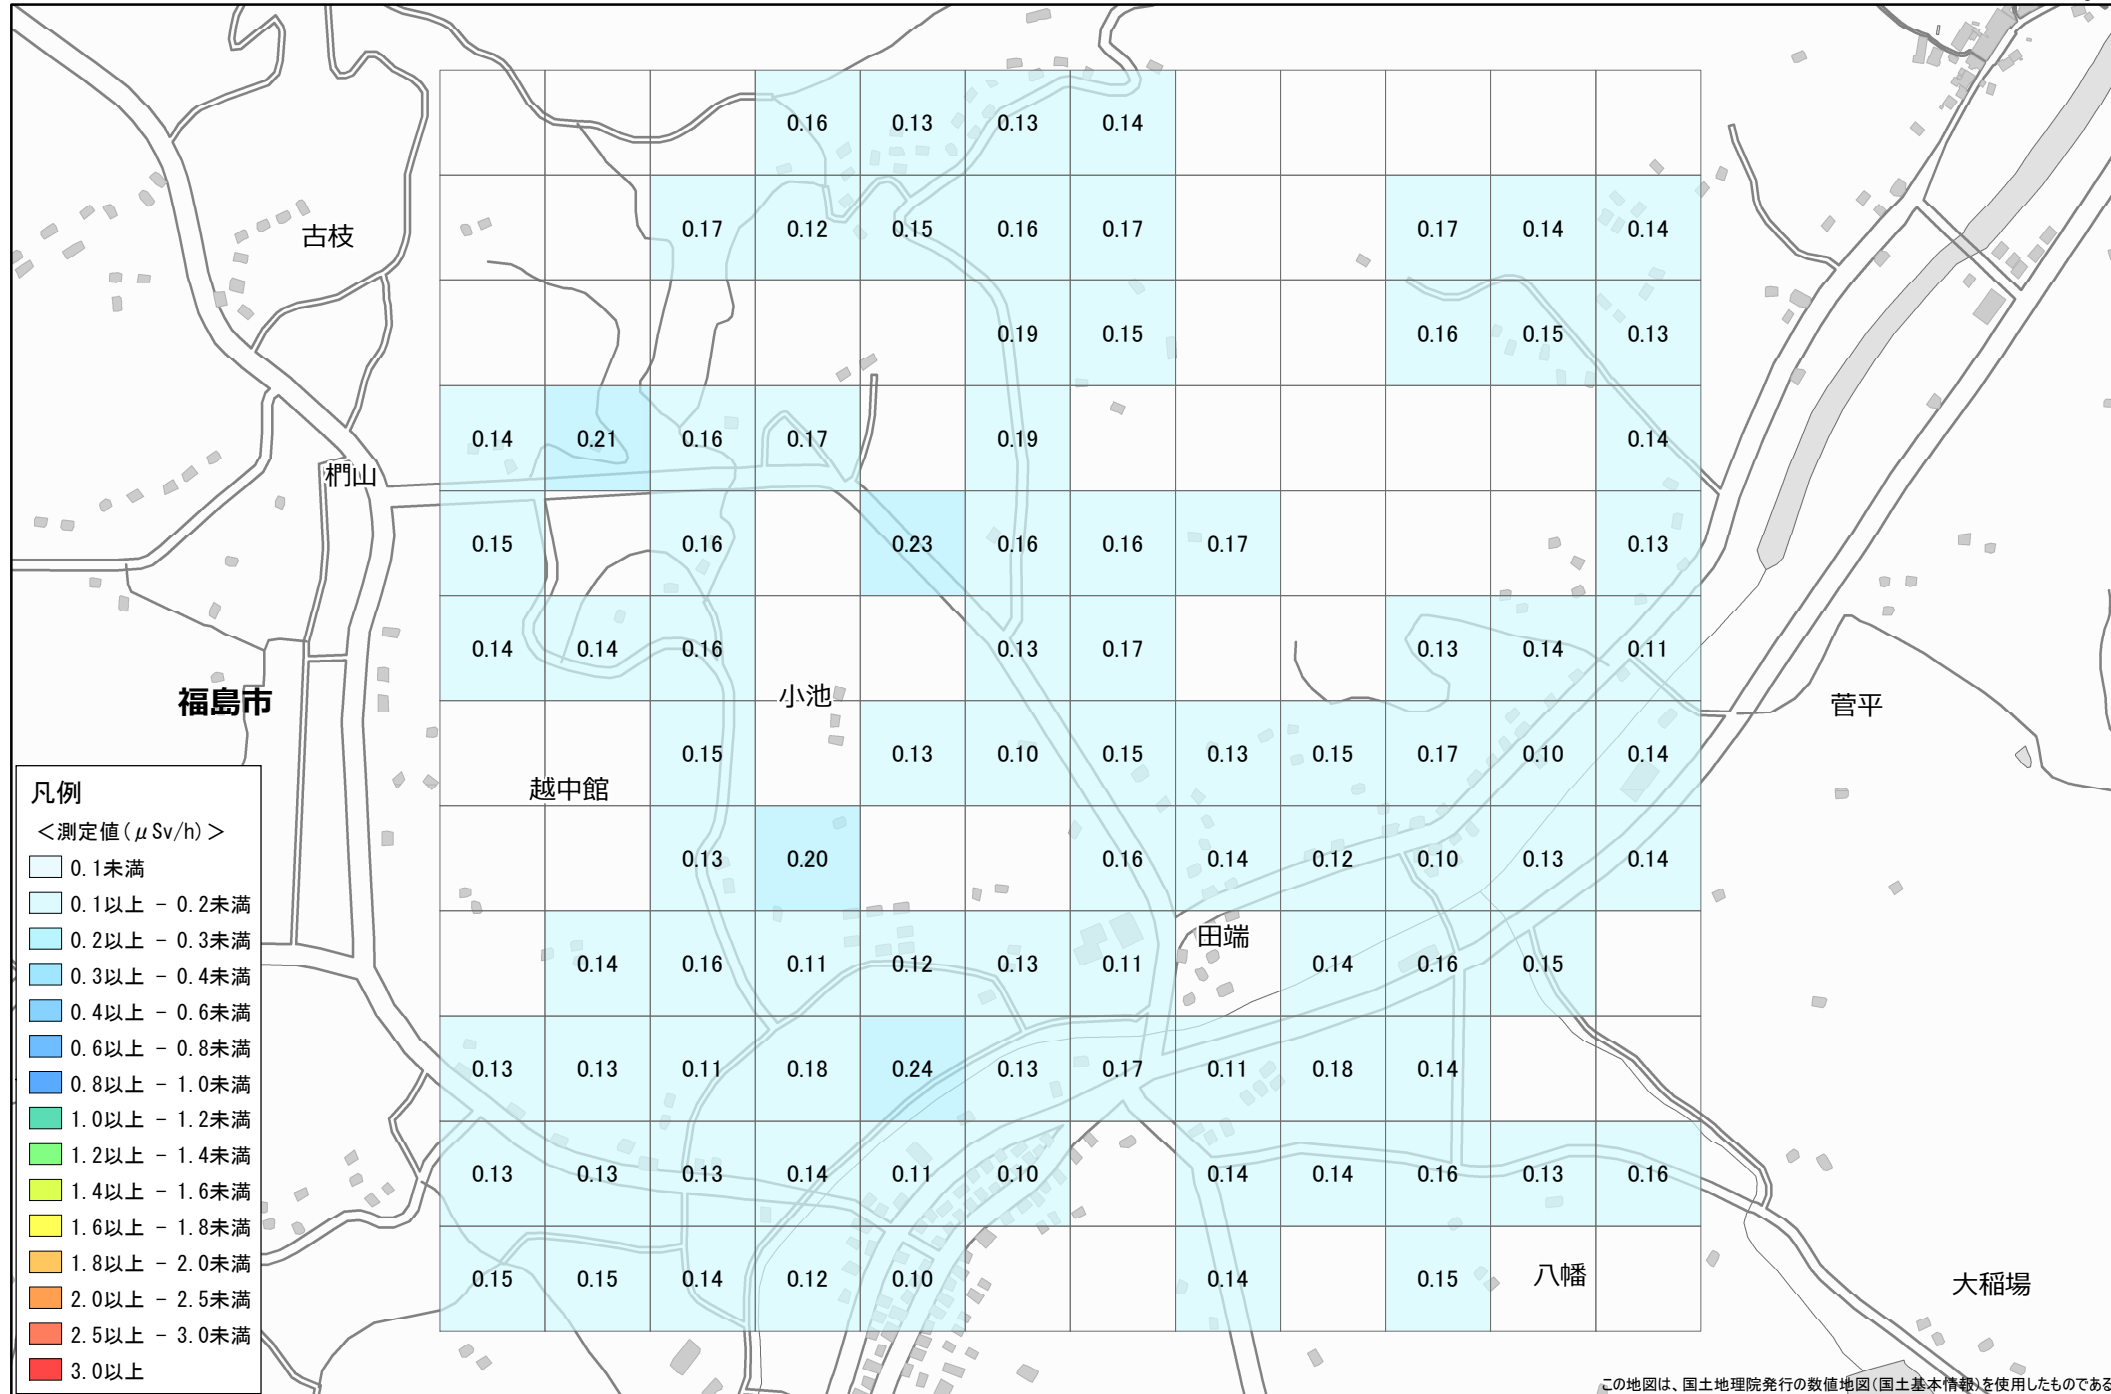 0.16 0.13 0.13 0.14
0.17 0.12 0.15 0.16 0.17 0.17 0.14 0.14
古枝
0.19 0.15 0.16 0.15 0.13
0.14 0.21 0.16 0.17 0.19 0.14
椚山
0.15 0.16 0.23 0.16 0.16 0.17 0.13
0.14 0.14 0.16 0.13 0.17 0.13 0.14 0.11
福島市
小池
菅平
0.15 0.13 0.10 0.15 0.13 0.15 0.17 0.10 0.14
越中館
0.13 0.20 0.16 0.14 0.12 0.10 0.13 0.14
田端
0.14 0.16 0.11 0.12 0.13 0.11 0.14 0.16 0.15
0.13 0.13 0.11 0.18 0.24 0.13 0.17 0.11 0.18 0.14
0.13 0.13 0.13 0.14 0.11 0.10 0.14 0.14 0.16 0.13 0.16
0.15 0.15 0.14 0.12 0.10 0.14 0.15
八幡
大稲場
凡例
＜測定値(μSv/h)＞
0.1未満
0.1以上 - 0.2未満
0.2以上 - 0.3未満
0.3以上 - 0.4未満
0.4以上 - 0.6未満
0.6以上 - 0.8未満
0.8以上 - 1.0未満
1.0以上 - 1.2未満
1.2以上 - 1.4未満
1.4以上 - 1.6未満
1.6以上 - 1.8未満
1.8以上 - 2.0未満
2.0以上 - 2.5未満
2.5以上 - 3.0未満
3.0以上
この地図は、国土地理院発行の数値地図(国土基本情報)を使用したものである